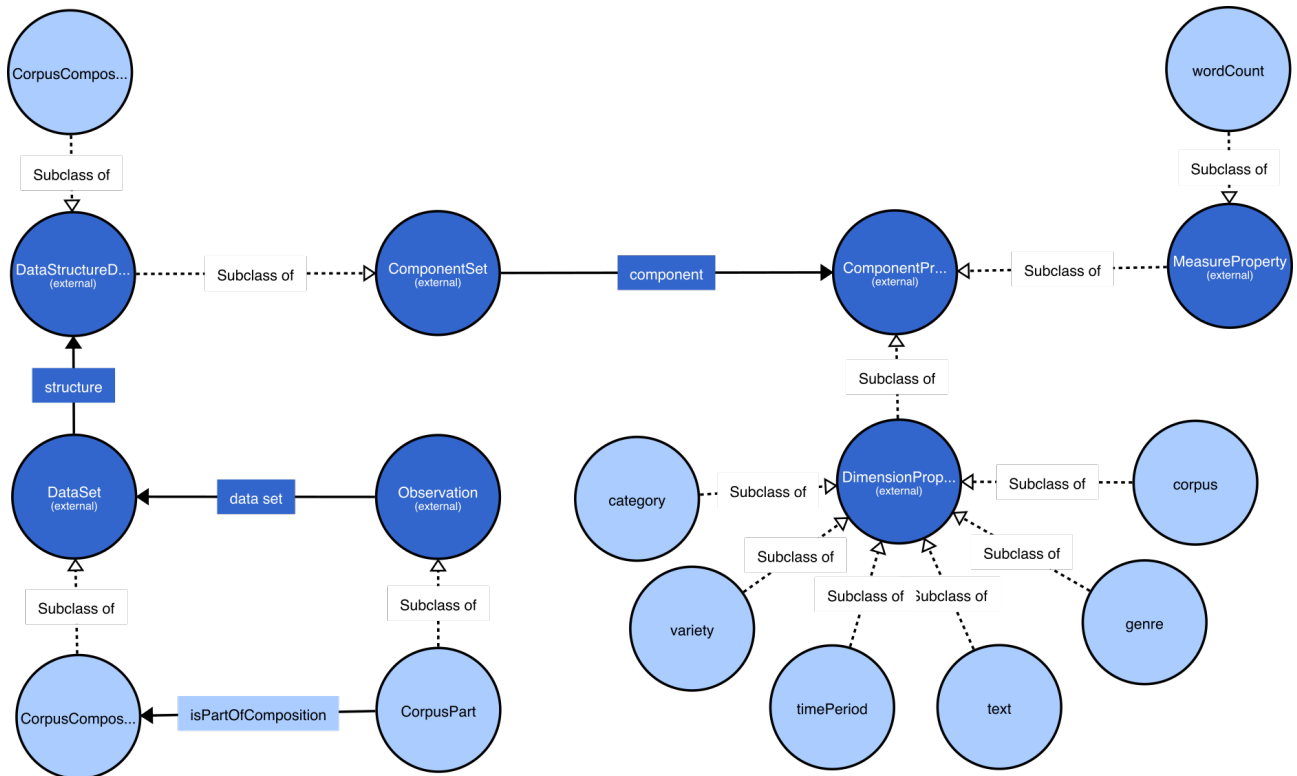 CorpusCompos...
wordCount
Subclass of
Subclass of
DataStructureD...
(external)
Subclass of
ComponentSet
(external)
component
ComponentPr...
(external)
Subclass of
MeasureProperty
(external)
structure
Subclass of
DataSet
(external)
data set
Observation
(external)
category
Subclass of
DimensionProp...
(external)
Subclass of
corpus
Subclass of
Subclass of
Subclass of
Subclass of
Subclass of
Subclass of
variety
genre
CorpusCompos...
isPartOfComposition
CorpusPart
timePeriod
text